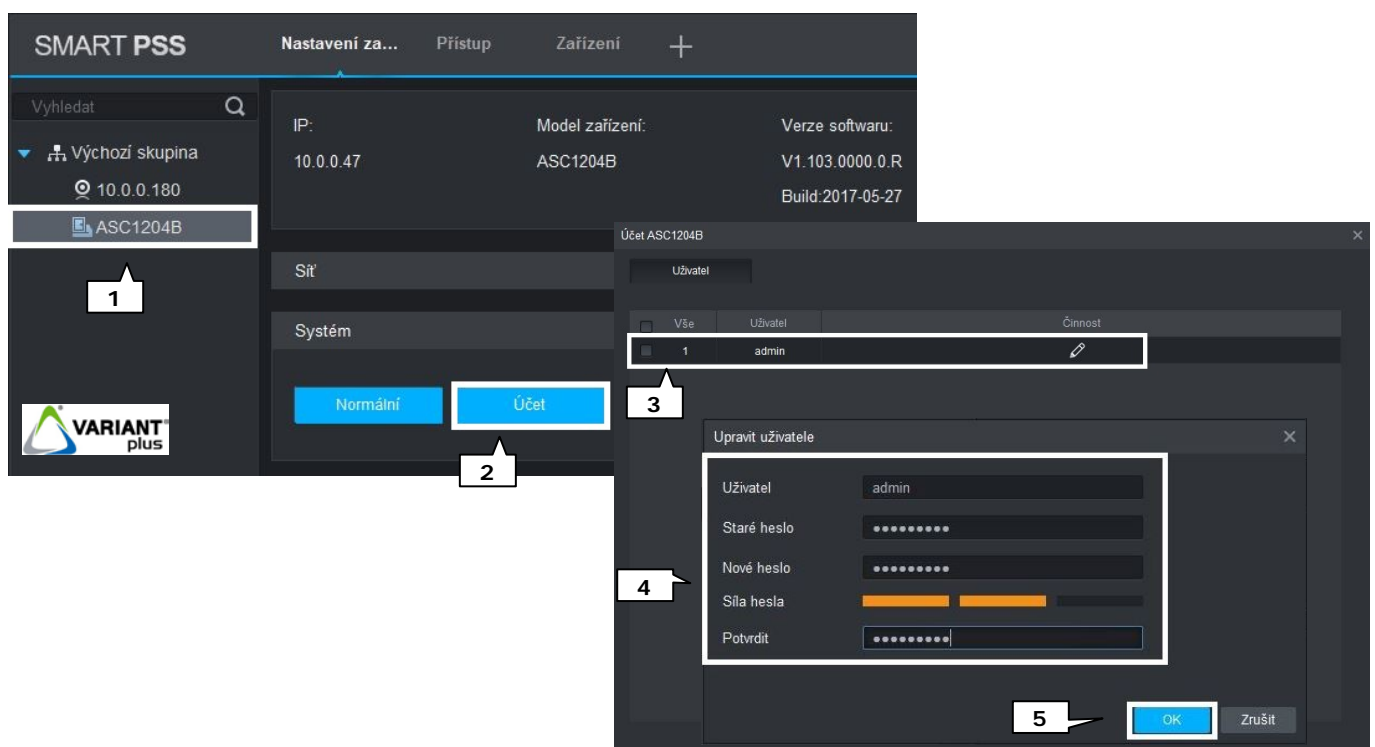 SMART PSS
Nastavení za...
Přístup
Zařízení
Vyhledat
Výchozí skupina
10.0.0.180
ASC1204B
1
IP:
Model zařízení:
Verze softwaru:
10.0.0.47
ASC1204B
V1.103.0000.0.R
Build:2017-05-27
Síť
Systém
Normální
Účet
2
VARIANT
plus
Účet ASC1204B
Uživatel
Vše
Uživatel
Činnost
1
admin
3
Upravit uživatele
Uživatel
admin
Staré heslo
Nové heslo
Síla hesla
Potvrdit
4
5
OK
Zrušit